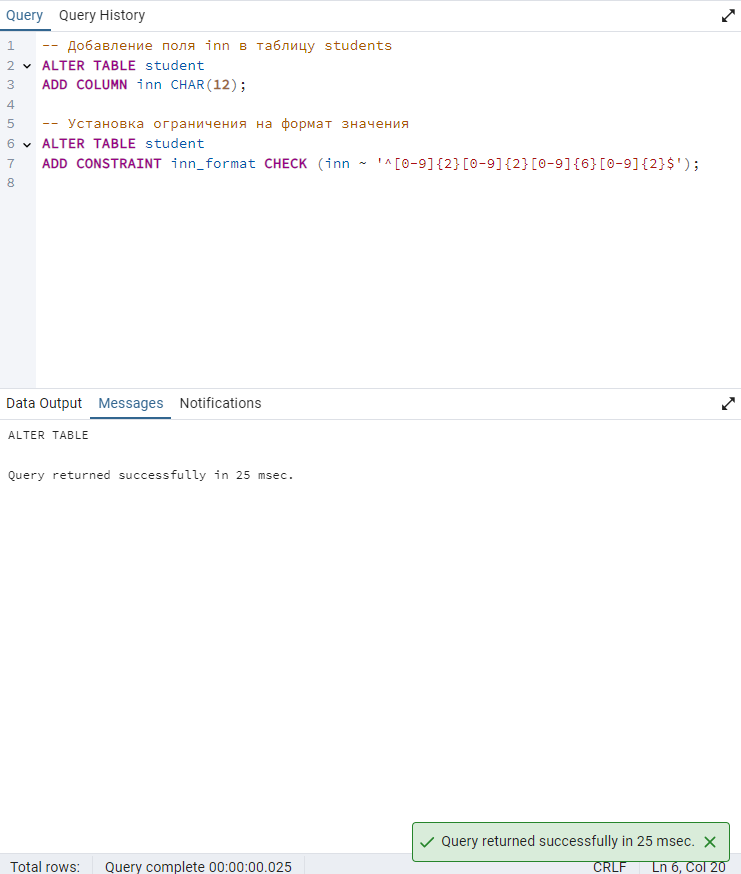 Query Query History
1 -- Добавление поля inn в таблицу students
2 ALTER TABLE student
3 ADD COLUMN inn CHAR(12);
4
5 -- Установка ограничения на формат значения
6 ALTER TABLE student
7 ADD CONSTRAINT inn_format CHECK (inn ~ '^[0-9]{2}[0-9]{2}[0-9]{6}[0-9]{2}$');
8
Data Output Messages Notifications
ALTER TABLE
Query returned successfully in 25 msec.
Query returned successfully in 25 msec.
Total rows: Query complete 00:00:00.025 CRLF Ln 6, Col 20